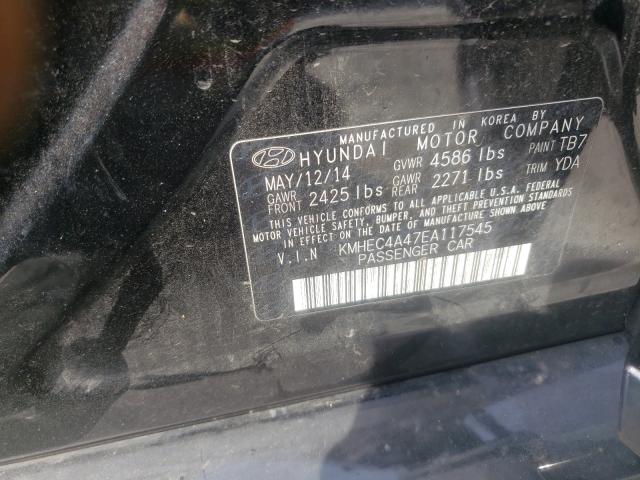 MANUFACTURED IN KOREA BY
HYUNDAI MOTOR COMPANY
MAY/12/14 GVWR 4586 lbs PAINT TB7
GAWR FRONT 2425 lbs GAWR REAR 2271 lbs TRIM YDA
THIS VEHICLE CONFORMS TO ALL APPLICABLE U.S.A. FEDERAL
MOTOR VEHICLE SAFETY, BUMPER, AND THEFT PREVENTION STANDARDS
IN EFFECT ON THE DATE OF MANUFACTURE SHOWN ABOVE.
V.I.N KMHEC4A47EA117545
PASSENGER CAR